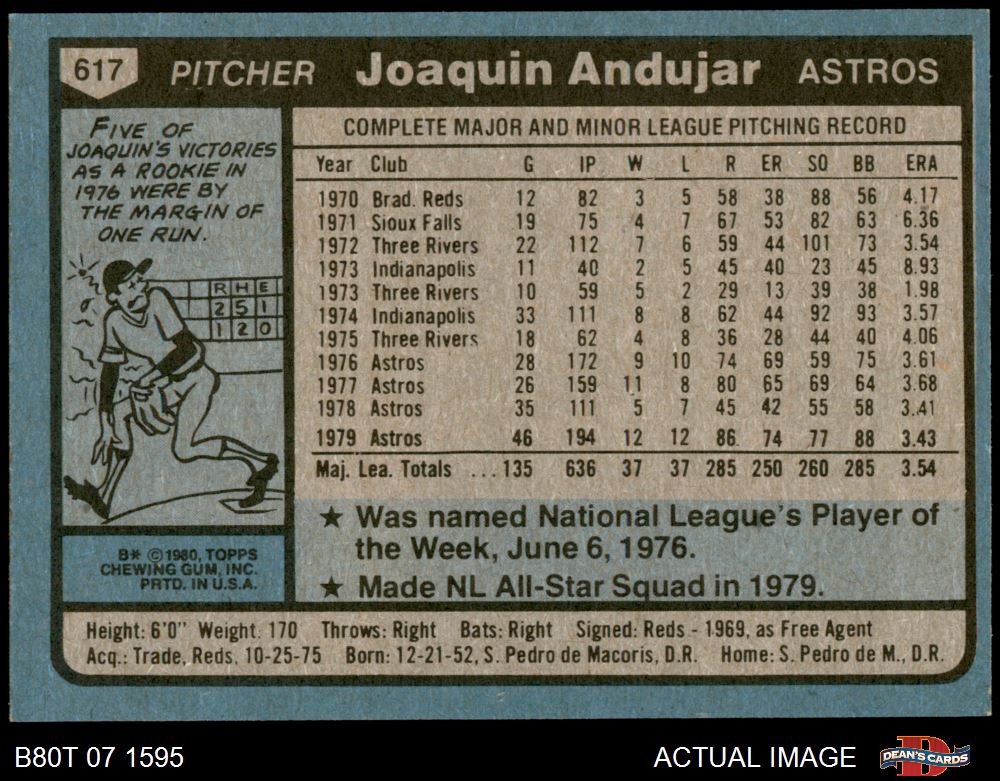 617 PITCHER Joaquin Andujar ASTROS
FIVE OF
JOAQUIN'S VICTORIES
AS A ROOKIE IN
1976 WERE BY
THE MARGIN OF
ONE RUN.
R H E
2 5 1
1 2 0
B* © 1980, TOPPS
CHEWING GUM, INC.
PRTD. IN U.S.A.
COMPLETE MAJOR AND MINOR LEAGUE PITCHING RECORD
Year Club G IP W L R ER SO BB ERA
1970 Brad. Reds 12 82 3 5 58 38 88 56 4.17
1971 Sioux Falls 19 75 4 7 67 53 82 63 6.36
1972 Three Rivers 22 112 7 6 59 44 101 73 3.54
1973 Indianapolis 11 40 2 5 45 40 23 45 8.93
1973 Three Rivers 10 59 5 2 29 13 39 38 1.98
1974 Indianapolis 33 111 8 8 62 44 92 93 3.57
1975 Three Rivers 18 62 4 8 36 28 44 40 4.06
1976 Astros 28 172 9 10 74 69 59 75 3.61
1977 Astros 26 159 11 8 80 65 69 64 3.68
1978 Astros 35 111 5 7 45 42 55 58 3.41
1979 Astros 46 194 12 12 86 74 77 88 3.43
Maj. Lea. Totals ...135 636 37 37 285 250 260 285 3.54
★ Was named National League's Player of
the Week, June 6, 1976.
★ Made NL All-Star Squad in 1979.
Height: 6'0" Weight. 170 Throws: Right Bats: Right Signed: Reds - 1969, as Free Agent
Acq.: Trade, Reds, 10-25-75 Born: 12-21-52, S. Pedro de Macoris, D.R. Home: S. Pedro de M., D.R.
B80T 07 1595 ACTUAL IMAGE DEAN'S CARDS